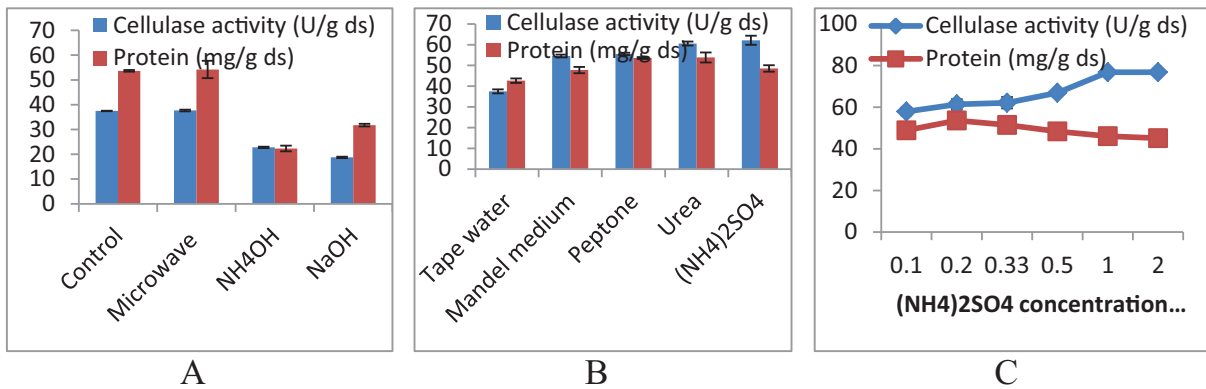 70
60
50
40
30
20
10
0
Cellulase activity (U/g ds)
Protein (mg/g ds)
Control
Microwave
NH4OH
NaOH
A
70
60
50
40
30
20
10
0
Cellulase activity (U/g ds)
Protein (mg/g ds)
Tape water
Mandel medium
Peptone
Urea
(NH4)2SO4
B
100
80
60
40
20
0
Cellulase activity (U/g ds)
Protein (mg/g ds)
0.1 0.2 0.33 0.5 1 2
(NH4)2SO4 concentration...
C